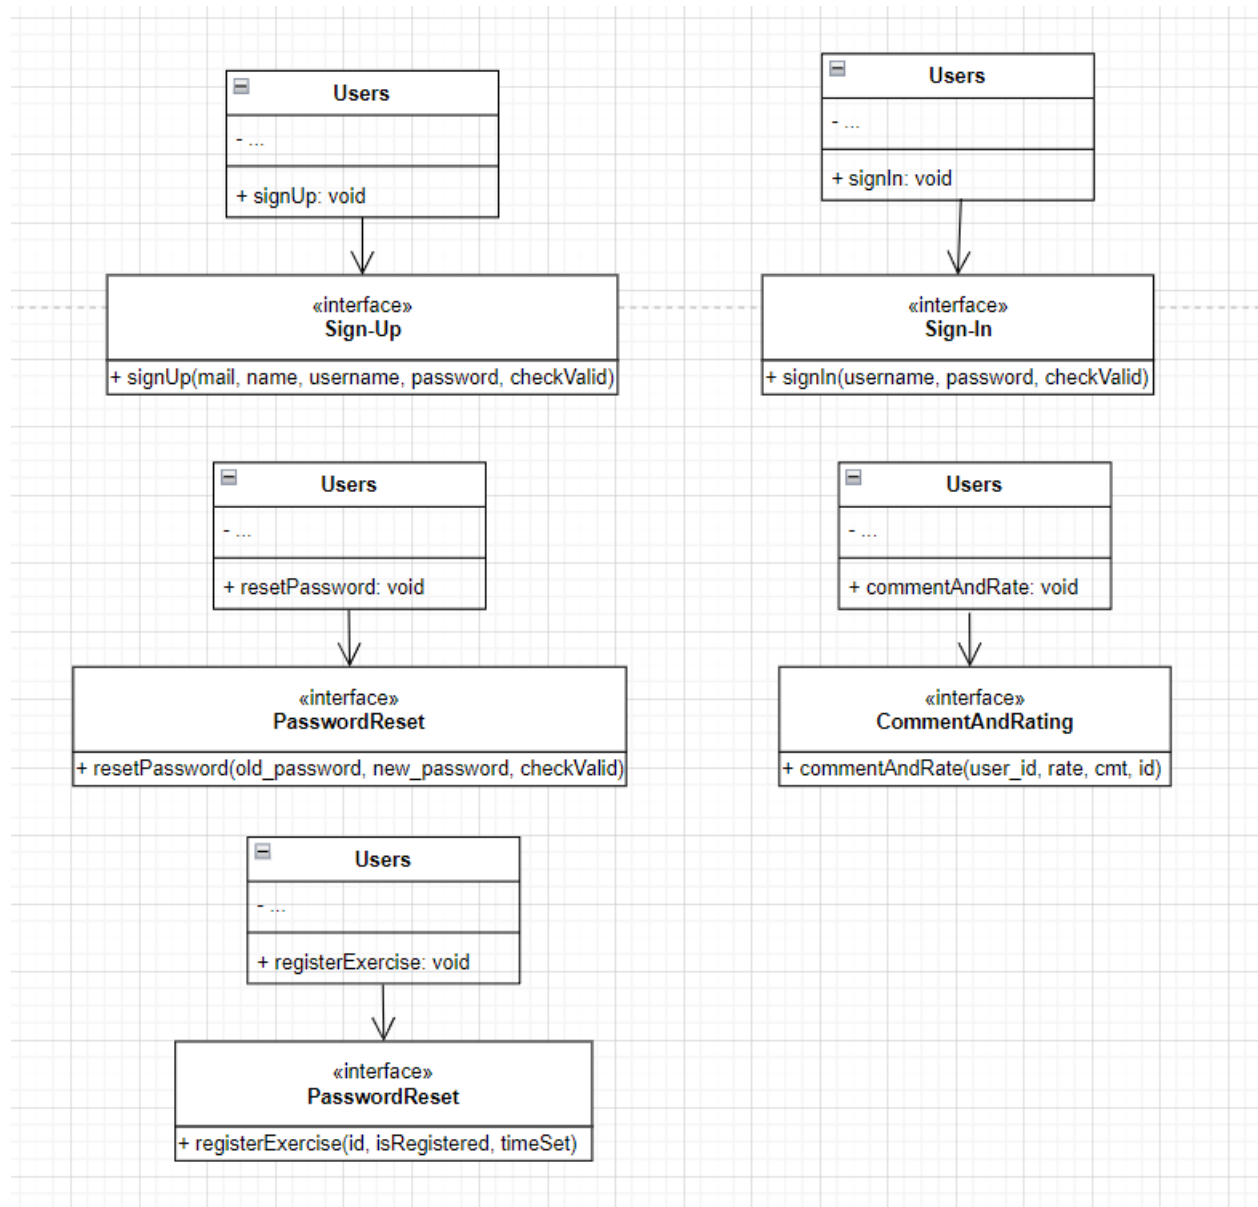 Users
- ...
+ signUp: void
«interface»
Sign-Up
+ signUp(mail, name, username, password, checkValid)
Users
- ...
+ signIn: void
«interface»
Sign-In
+ signIn(username, password, checkValid)
Users
- ...
+ resetPassword: void
«interface»
PasswordReset
+ resetPassword(old_password, new_password, checkValid)
Users
- ...
+ commentAndRate: void
«interface»
CommentAndRating
+ commentAndRate(user_id, rate, cmt, id)
Users
- ...
+ registerExercise: void
«interface»
PasswordReset
+ registerExercise(id, isRegistered, timeSet)